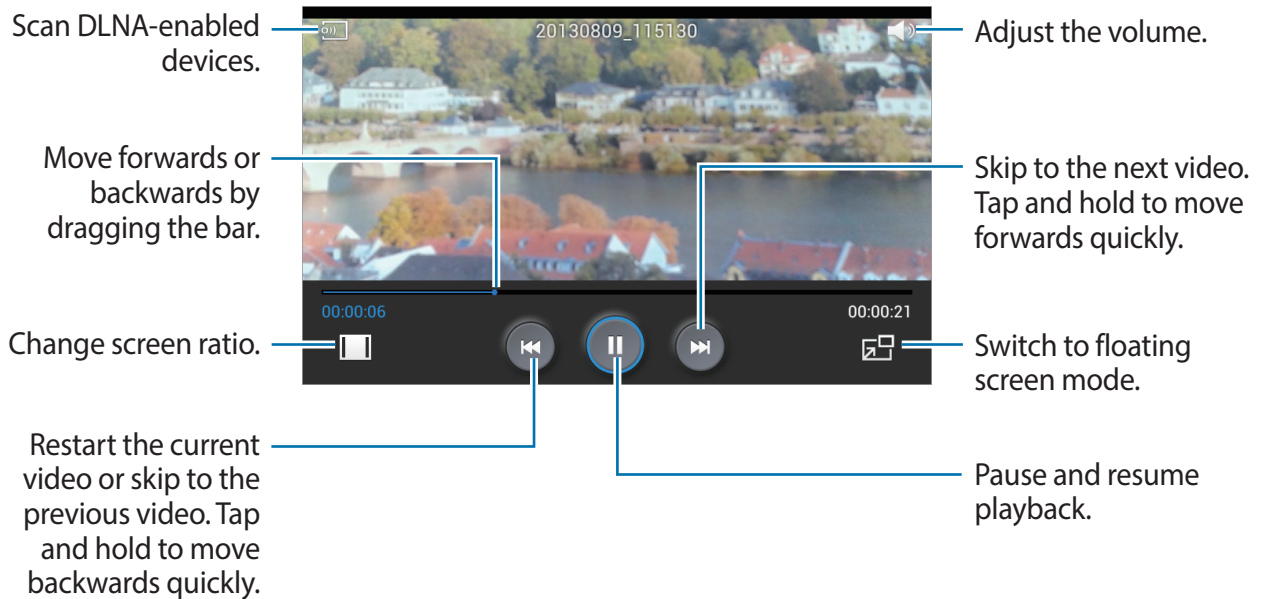 Scan DLNA-enabled
devices.
20130809_115130
Adjust the volume.
Move forwards or
backwards by
dragging the bar.
Skip to the next video.
Tap and hold to move
forwards quickly.
00:00:06
00:00:21
Change screen ratio.
Switch to floating
screen mode.
Restart the current
video or skip to the
previous video. Tap
and hold to move
backwards quickly.
Pause and resume
playback.